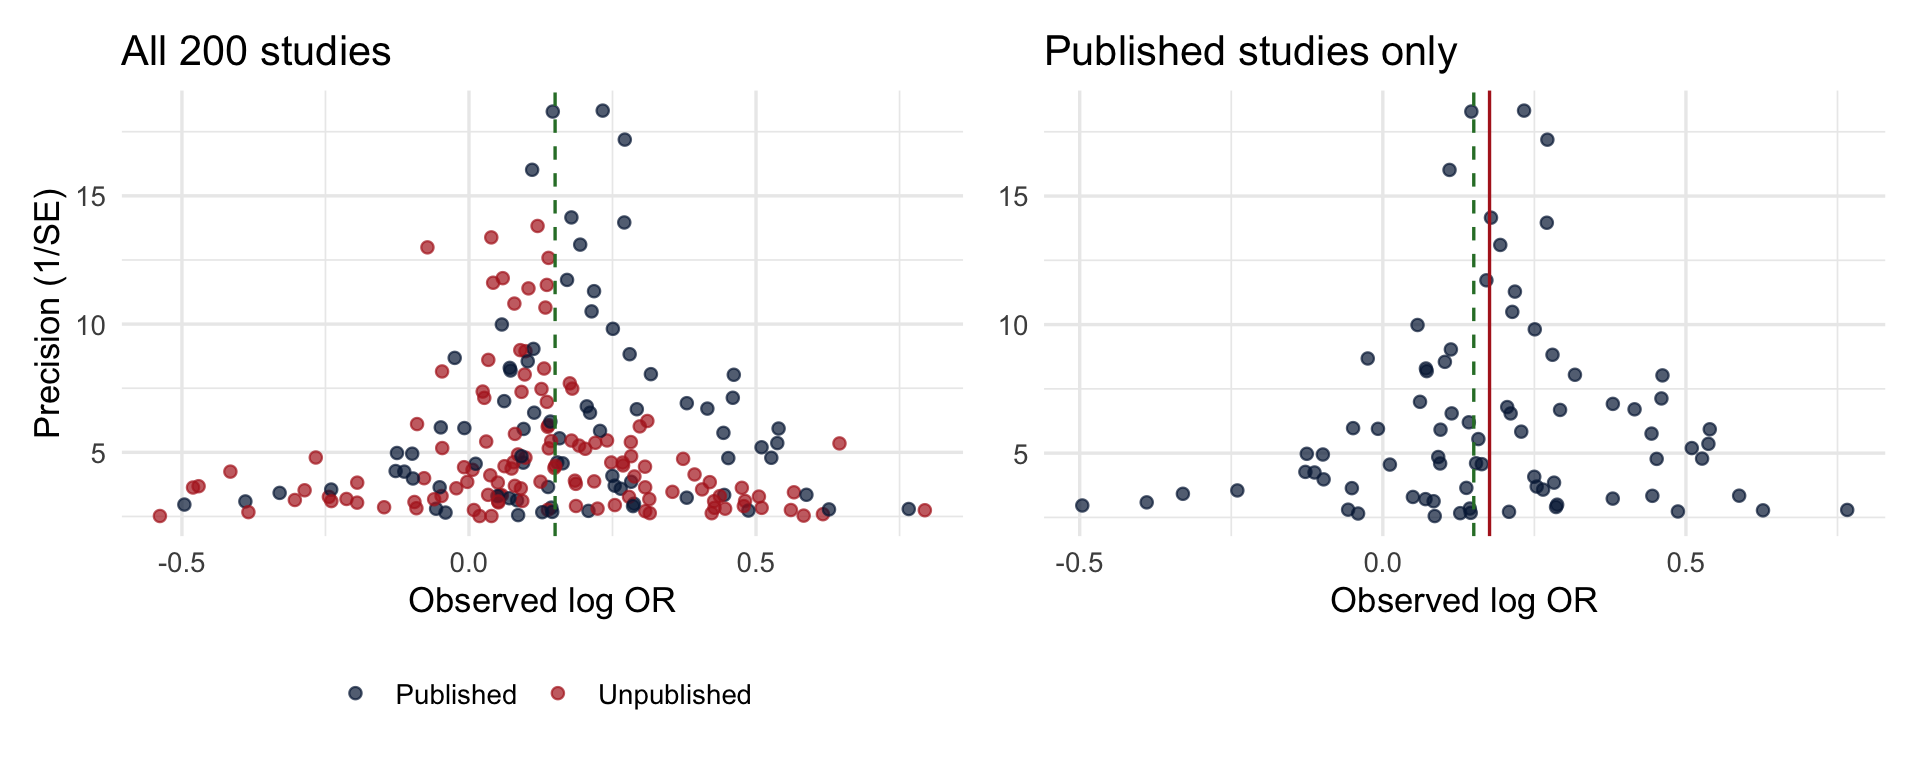 All 200 studies
Published studies only
Precision (1/SE)
15
10
5
-0.5 0.0 0.5
Observed log OR
15
10
5
-0.5 0.0 0.5
Observed log OR
Published Unpublished